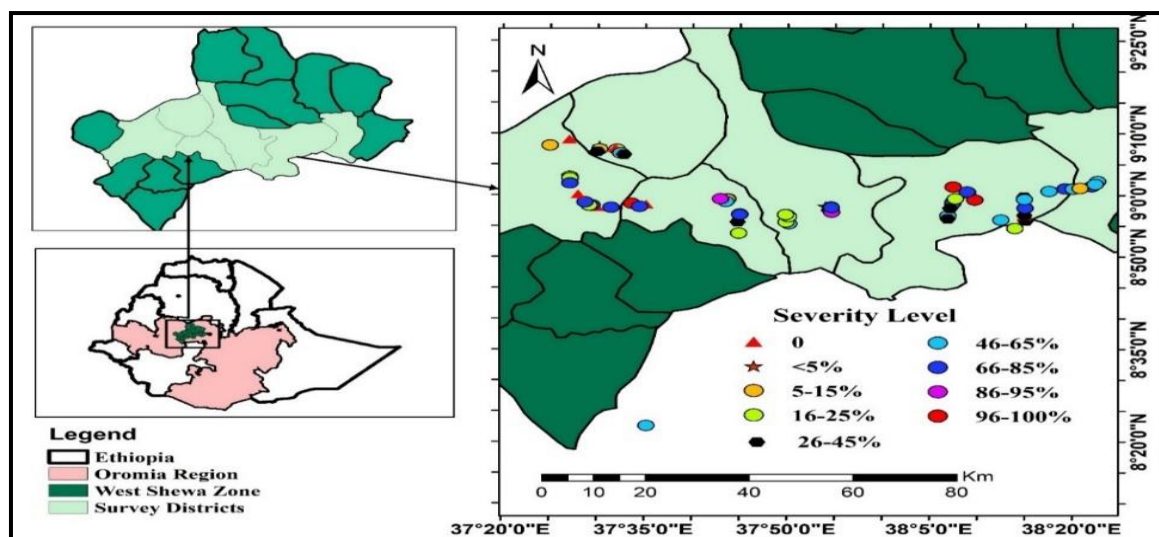 Legend
Ethiopia
Oromia Region
West Shewa Zone
Survey Districts
N
Severity Level
0
<5%
5-15%
16-25%
26-45%
46-65%
66-85%
86-95%
96-100%
Km
0 5 10 20 40 60 80
37°20'0"E 37°35'0"E 37°50'0"E 38°5'0"E 38°20'0"E
9°25'0"N
9°10'0"N
9°0'0"N
8°50'0"N
8°35'0"N
8°20'0"N